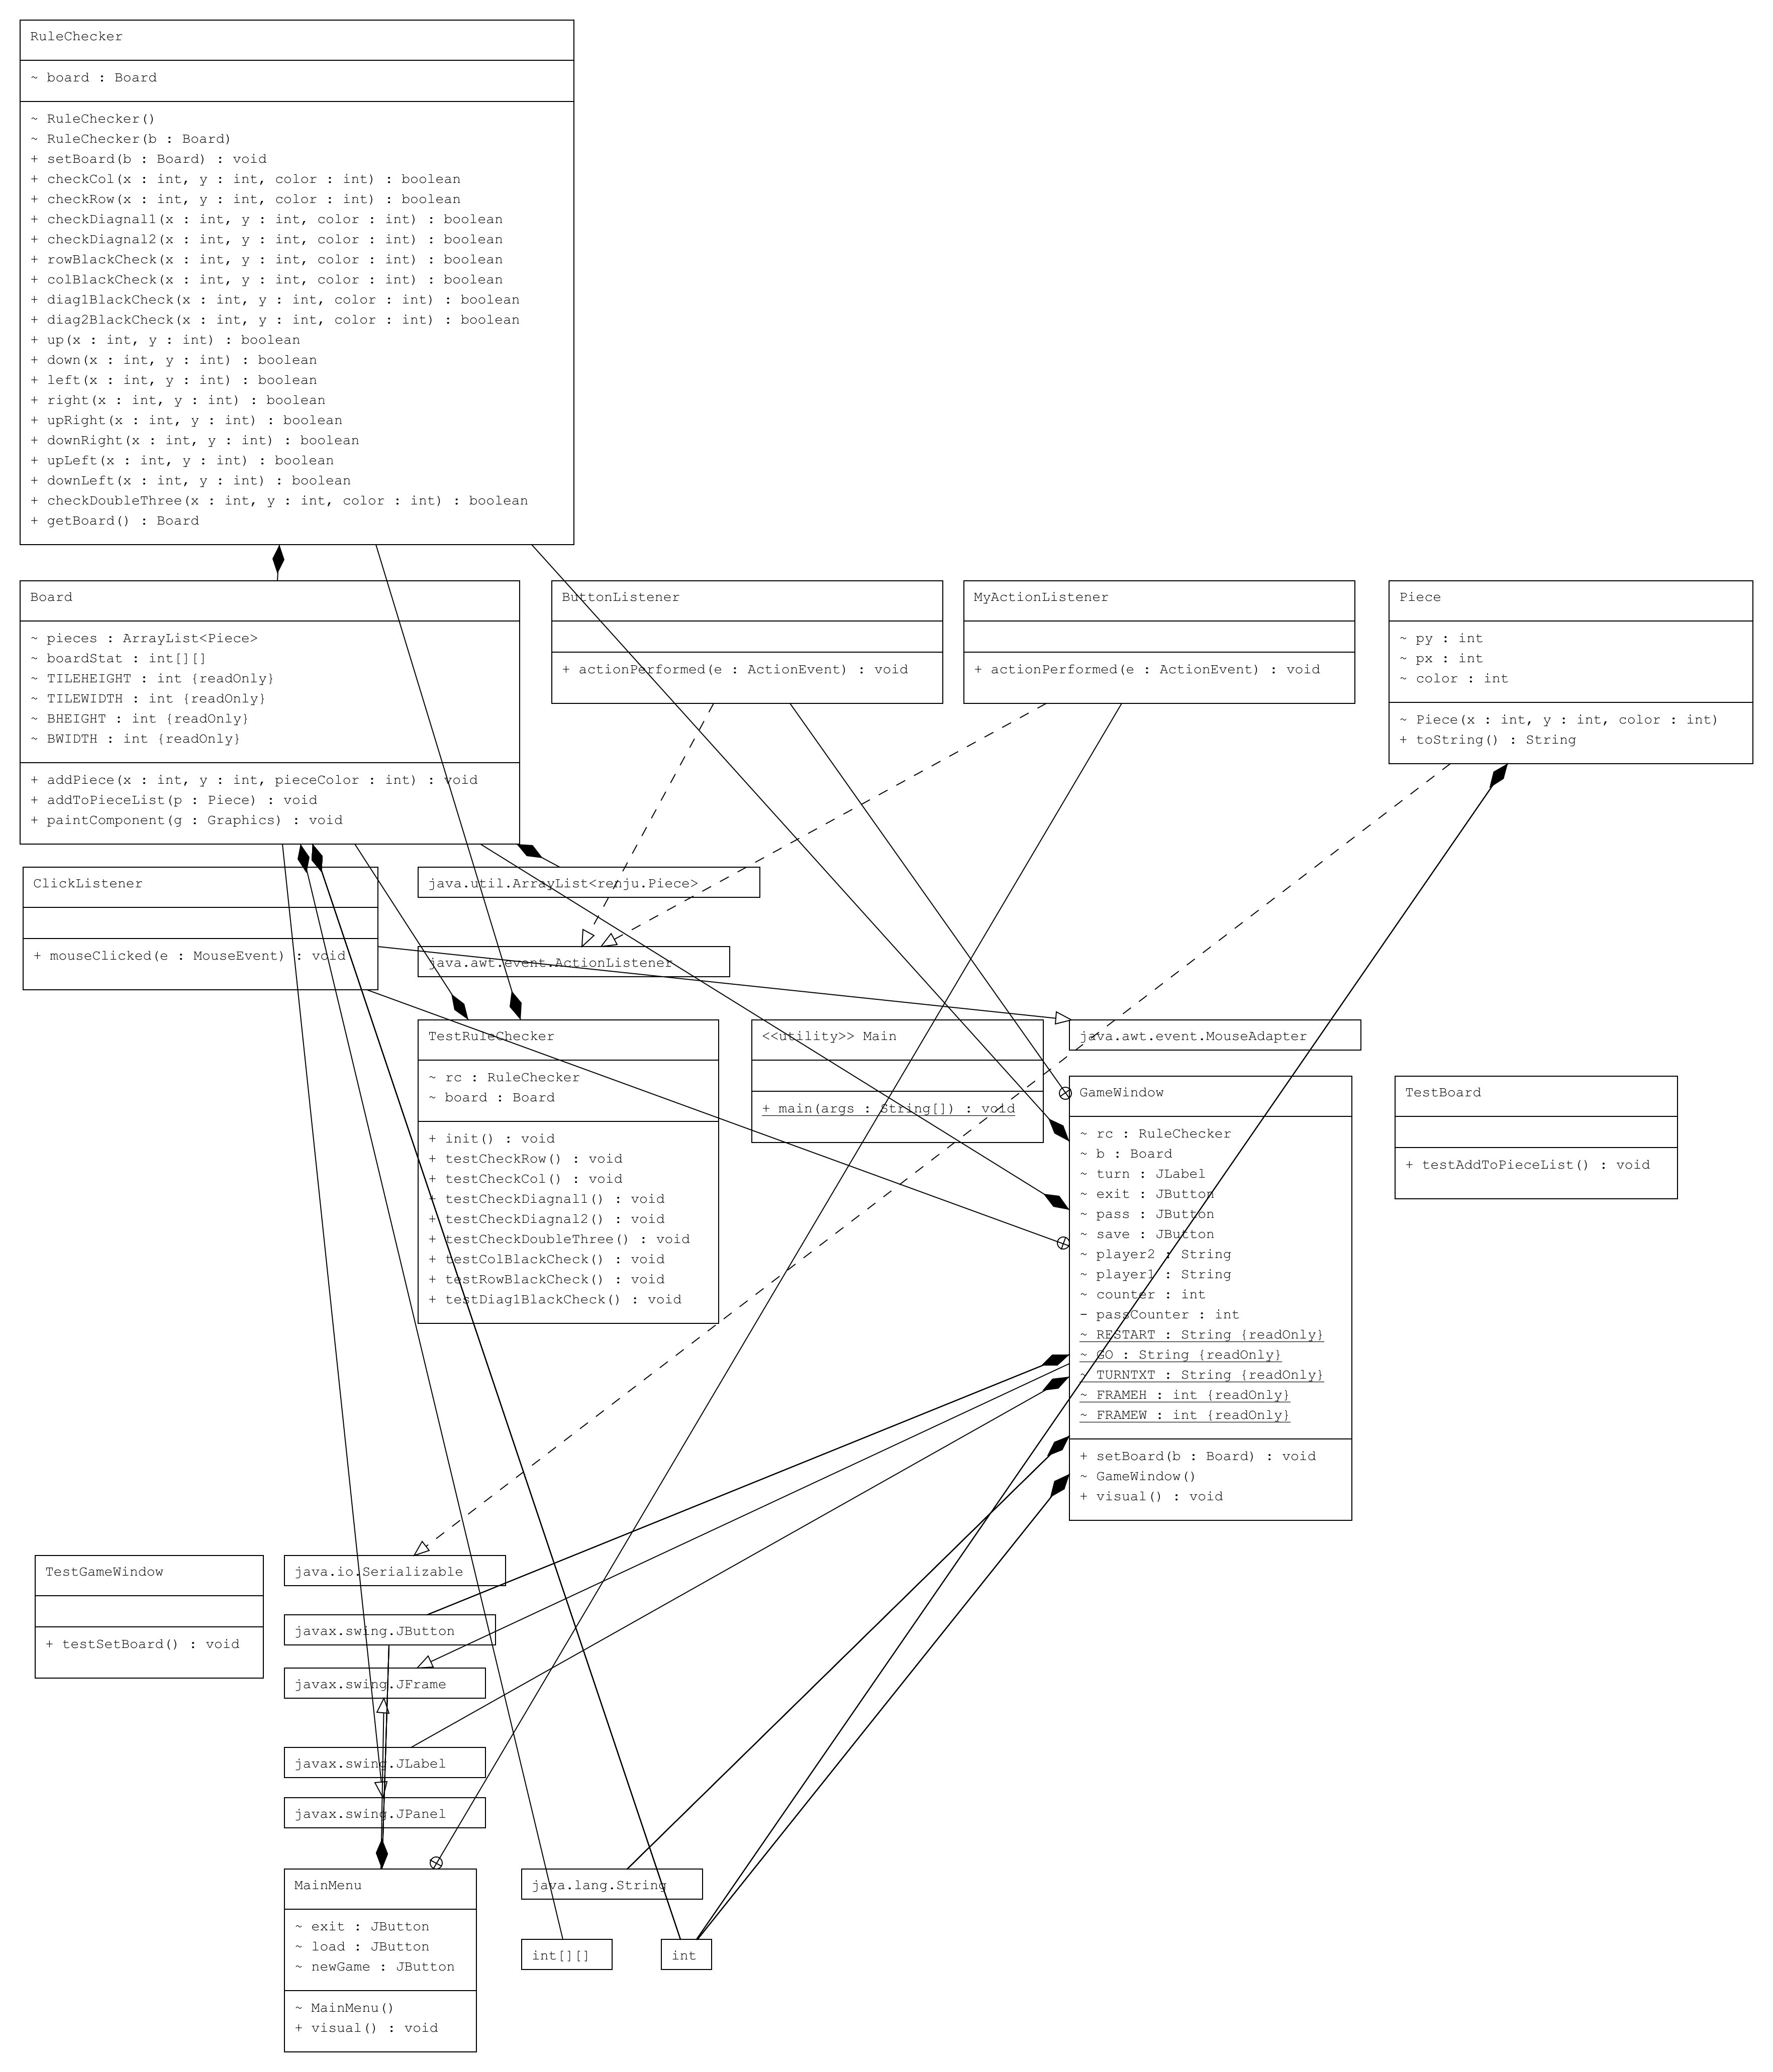 RuleChecker
~ board : Board
~ RuleChecker()
~ RuleChecker(b : Board)
+ setBoard(b : Board) : void
+ checkCol(x : int, y : int, color : int) : boolean
+ checkRow(x : int, y : int, color : int) : boolean
+ checkDiagnal1(x : int, y : int, color : int) : boolean
+ checkDiagnal2(x : int, y : int, color : int) : boolean
+ rowBlackCheck(x : int, y : int, color : int) : boolean
+ colBlackCheck(x : int, y : int, color : int) : boolean
+ diag1BlackCheck(x : int, y : int, color : int) : boolean
+ diag2BlackCheck(x : int, y : int, color : int) : boolean
+ up(x : int, y : int) : boolean
+ down(x : int, y : int) : boolean
+ left(x : int, y : int) : boolean
+ right(x : int, y : int) : boolean
+ upRight(x : int, y : int) : boolean
+ downRight(x : int, y : int) : boolean
+ upLeft(x : int, y : int) : boolean
+ downLeft(x : int, y : int) : boolean
+ checkDoubleThree(x : int, y : int, color : int) : boolean
+ getBoard() : Board
Board
~ pieces : ArrayList<Piece>
~ boardStat : int[][]
~ TILEHEIGHT : int {readOnly}
~ TILEWIDTH : int {readOnly}
~ BHEIGHT : int {readOnly}
~ BWIDTH : int {readOnly}
+ addPiece(x : int, y : int, pieceColor : int) : void
+ addToPieceList(p : Piece) : void
+ paintComponent(g : Graphics) : void
ButtonListener
+ actionPerformed(e : ActionEvent) : void
MyActionListener
+ actionPerformed(e : ActionEvent) : void
Piece
~ py : int
~ px : int
~ color : int
~ Piece(x : int, y : int, color : int)
+ toString() : String
ClickListener
+ mouseClicked(e : MouseEvent) : void
java.util.ArrayList<renju.Piece>
java.awt.event.ActionListener
TestRuleChecker
~ rc : RuleChecker
~ board : Board
+ init() : void
+ testCheckRow() : void
+ testCheckCol() : void
+ testCheckDiagnal1() : void
+ testCheckDiagnal2() : void
+ testCheckDoubleThree() : void
+ testColBlackCheck() : void
+ testRowBlackCheck() : void
+ testDiag1BlackCheck() : void
<<utility>> Main
+ main(args : String[]) : void
java.awt.event.MouseAdapter
GameWindow
~ rc : RuleChecker
~ b : Board
~ turn : JLabel
~ exit : JButton
~ pass : JButton
~ save : JButton
~ player2 : String
~ player1 : String
~ counter : int
- passCounter : int
~ RESTART : String {readOnly}
~ GO : String {readOnly}
~ TURNTXT : String {readOnly}
~ FRAMEH : int {readOnly}
~ FRAMEW : int {readOnly}
+ setBoard(b : Board) : void
~ GameWindow()
+ visual() : void
TestBoard
+ testAddToPieceList() : void
TestGameWindow
+ testSetBoard() : void
java.io.Serializable
javax.swing.JButton
javax.swing.JFrame
javax.swing.JLabel
javax.swing.JPanel
MainMenu
~ exit : JButton
~ load : JButton
~ newGame : JButton
~ MainMenu()
+ visual() : void
java.lang.String
int[][]
int